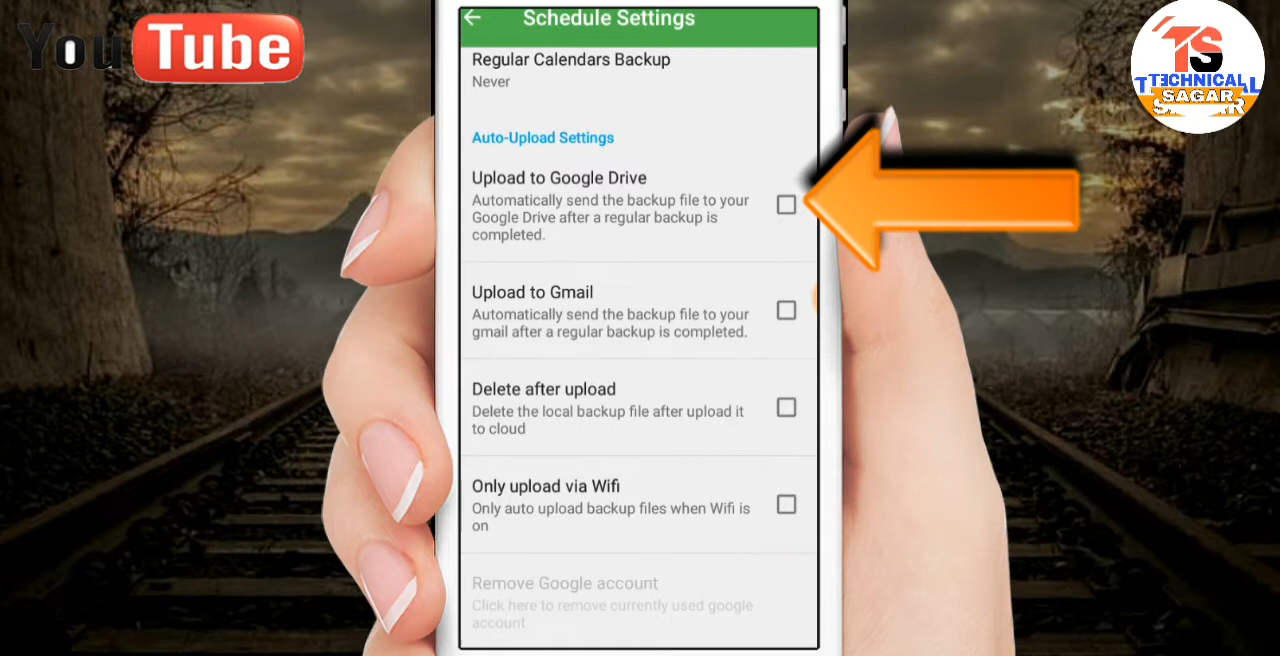 YouTube
TS
TECHNICAL
SAGAR
Schedule Settings
Regular Calendars Backup
Never
Auto-Upload Settings
Upload to Google Drive
Automatically send the backup file to your
Google Drive after a regular backup is
completed.
Upload to Gmail
Automatically send the backup file to your
gmail after a regular backup is completed.
Delete after upload
Delete the local backup file after upload it
to cloud
Only upload via Wifi
Only auto upload backup files when Wifi is
on
Remove Google account
Click here to remove currently used google
account